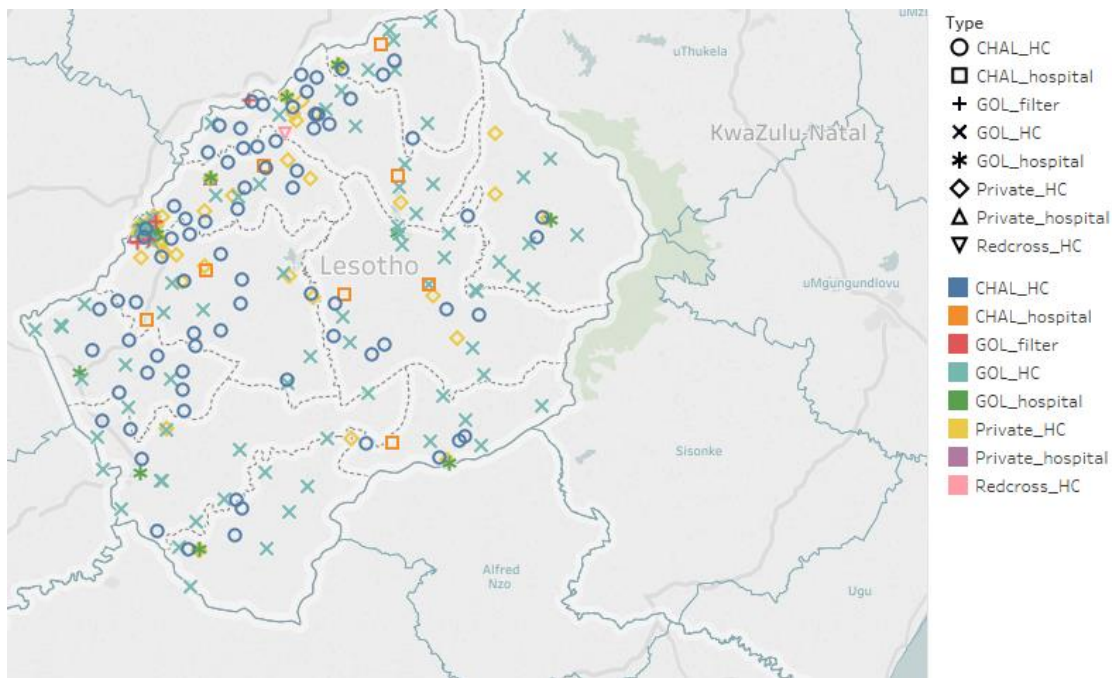 uMzi
uThukela
KwaZulu-Natal
Lesotho
uMgungundlovu
Sisonke
Alfred
Nzo
Ugu
Type
CHAL_HC
CHAL_hospital
GOL_filter
GOL_HC
GOL_hospital
Private_HC
Private_hospital
Redcross_HC
CHAL_HC
CHAL_hospital
GOL_filter
GOL_HC
GOL_hospital
Private_HC
Private_hospital
Redcross_HC